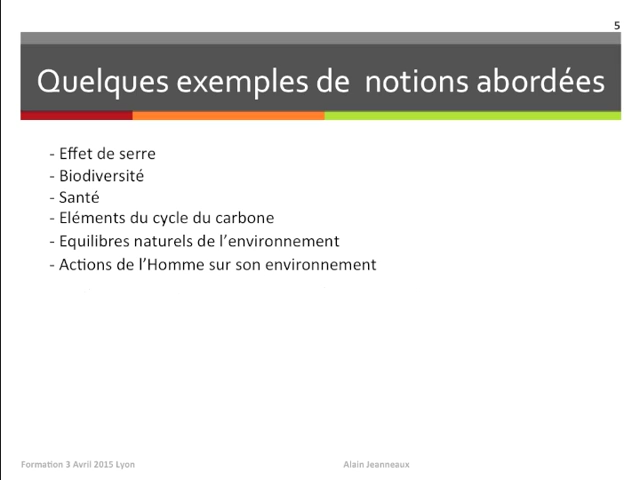 5
Quelques exemples de  notions abordées
- Effet de serre
- Biodiversité
- Santé
- Eléments du cycle du carbone
- Equilibres naturels de l’environnement
- Actions de l’Homme sur son environnement
Formation 3 Avril 2015 Lyon
Alain Jeanneaux